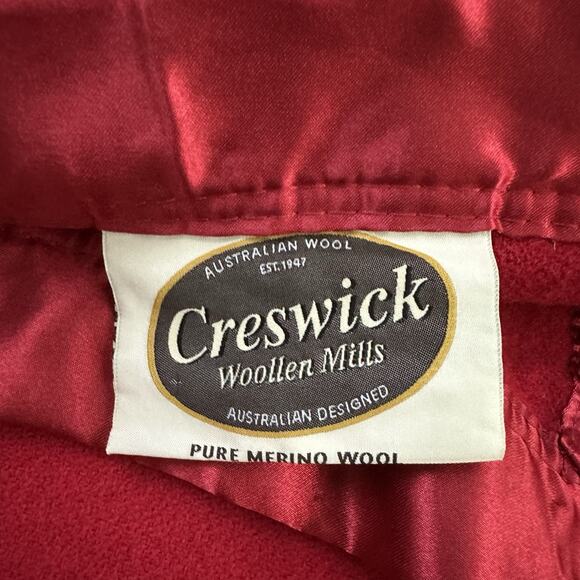 AUSTRALIAN WOOL
EST. 1947
Creswick
Woollen Mills
AUSTRALIAN DESIGNED
PURE MERINO WOOL